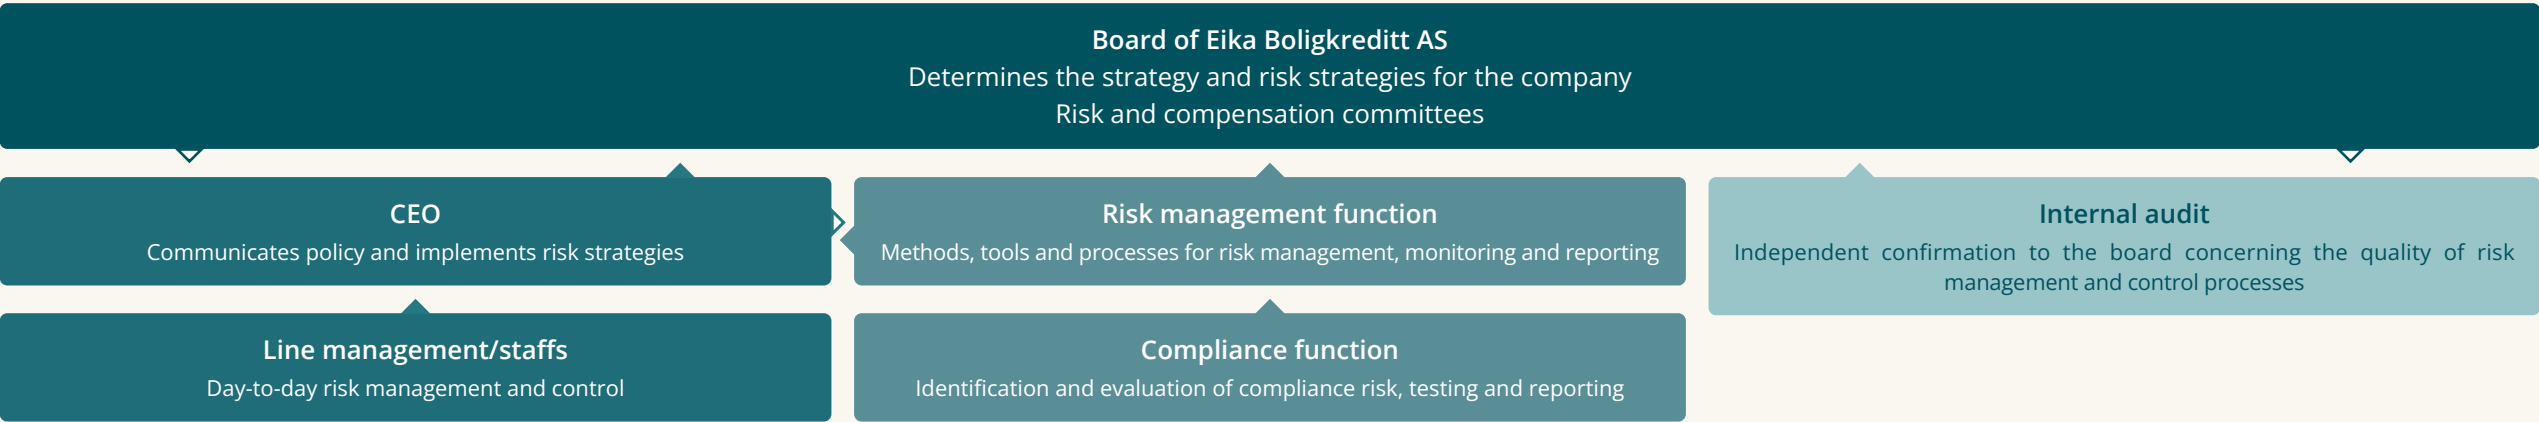 Board of Eika Boligkreditt AS
Determines the strategy and risk strategies for the company
Risk and compensation committees
CEO
Communicates policy and implements risk strategies
Risk management function
Methods, tools and processes for risk management, monitoring and reporting
Internal audit
Independent confirmation to the board concerning the quality of risk
management and control processes
Line management/staffs
Day-to-day risk management and control
Compliance function
Identification and evaluation of compliance risk, testing and reporting